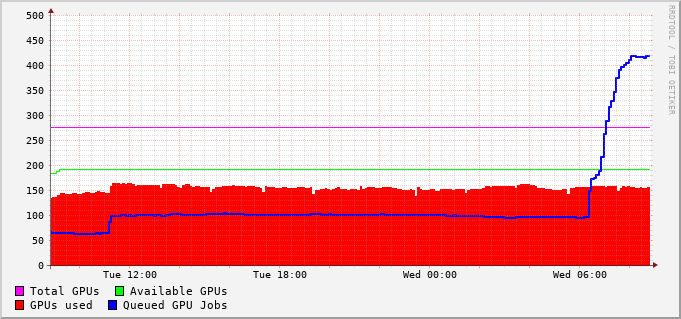 500
450
400
350
300
250
200
150
100
50
0
Tue 12:00 Tue 18:00 Wed 00:00 Wed 06:00
Total GPUs Available GPUs
GPUs used Queued GPU Jobs
RRDTOOL / TOBI OETIKER